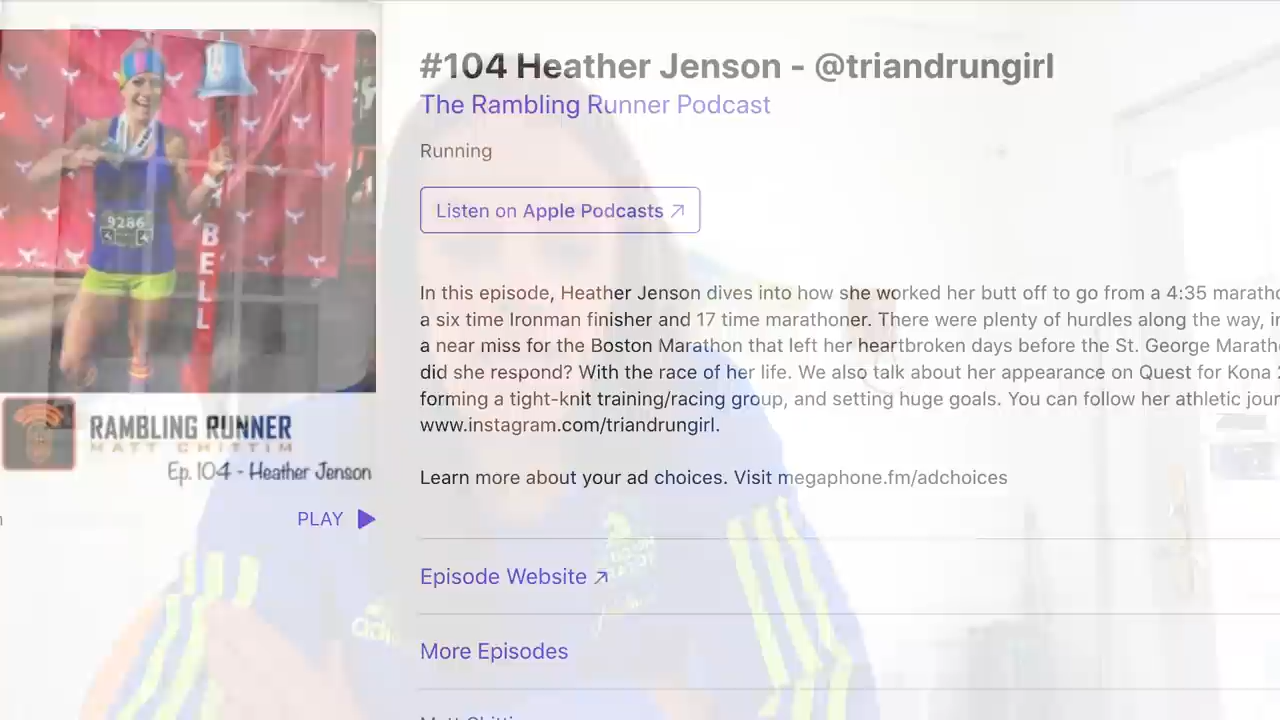 #104 Heather Jenson - @triandrungirl
The Rambling Runner Podcast
Running
Listen on Apple Podcasts ↗
In this episode, Heather Jenson dives into how she worked her butt off to go from a 4:35 maratho
a six time Ironman finisher and 17 time marathoner. There were plenty of hurdles along the way, in
a near miss for the Boston Marathon that left her heartbroken days before the St. George Marath
did she respond? With the race of her life. We also talk about her appearance on Quest for Kona 2
forming a tight-knit training/racing group, and setting huge goals. You can follow her athletic jour
www.instagram.com/triandrungirl.
Learn more about your ad choices. Visit megaphone.fm/adchoices
Episode Website ↗
More Episodes
9286
BELL
RAMBLING RUNNER
MATT CHITTIM
Ep. 104 - Heather Jenson
PLAY